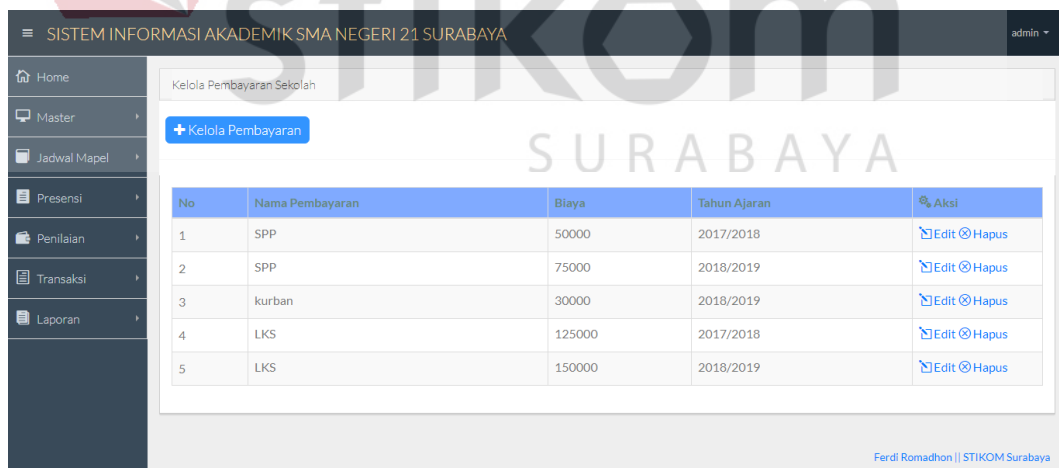 STIKOM
SURABAYA
≡ SISTEM INFORMASI AKADEMIK SMA NEGERI 21 SURABAYA admin
Home
Master
Jadwal Mapel
Presensi
Penilaian
Transaksi
Laporan
Kelola Pembayaran Sekolah
+ Kelola Pembayaran
No Nama Pembayaran Biaya Tahun Ajaran Aksi
1 SPP 50000 2017/2018 Edit Hapus
2 SPP 75000 2018/2019 Edit Hapus
3 kurban 30000 2018/2019 Edit Hapus
4 LKS 125000 2017/2018 Edit Hapus
5 LKS 150000 2018/2019 Edit Hapus
Ferdi Romadhon || STIKOM Surabaya